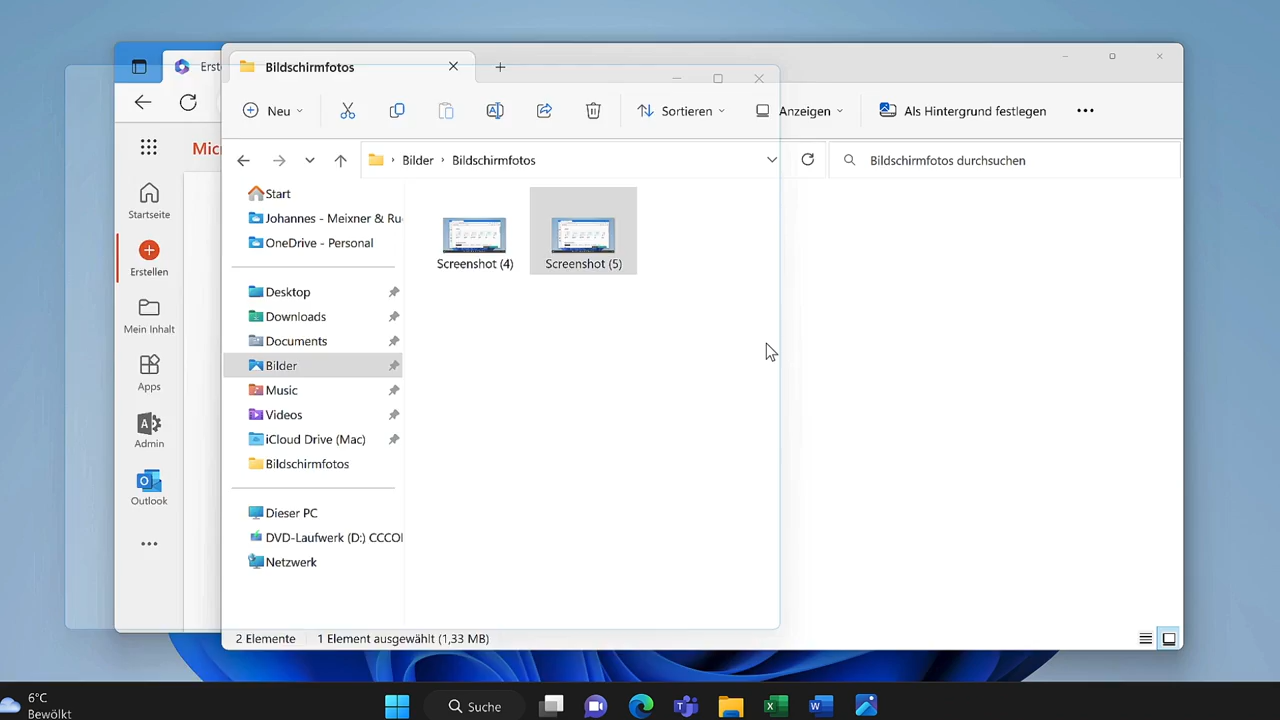 Erst
Bildschirmfotos
Neu
Sortieren
Anzeigen
Als Hintergrund festlegen
Bilder
Bildschirmfotos
Bildschirmfotos durchsuchen
Mic
Startseite
Erstellen
Mein Inhalt
Apps
Admin
Outlook
Start
Johannes - Meixner & Ru
OneDrive - Personal
Desktop
Downloads
Documents
Bilder
Music
Videos
iCloud Drive (Mac)
Bildschirmfotos
Dieser PC
DVD-Laufwerk (D:) CCCO
Netzwerk
Screenshot (4)
Screenshot (5)
2 Elemente
1 Element ausgewählt (1,33 MB)
6°C
Bewölkt
Suche